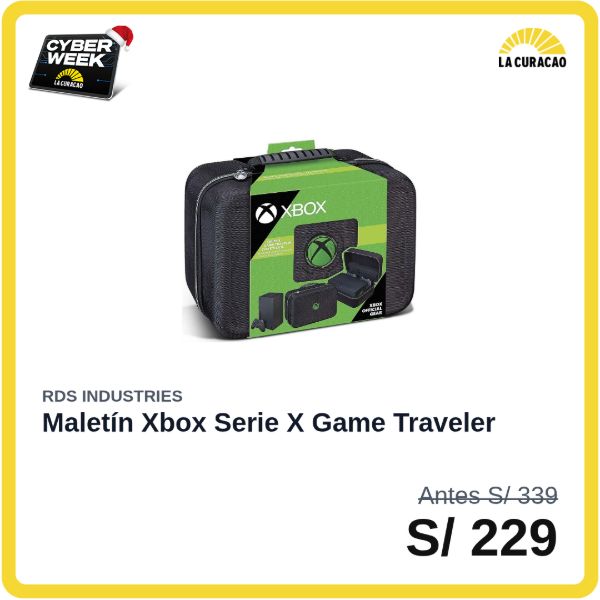 CYBER
WEEK
LA CURACAO
LA CURACAO
XBOX
XBOX
OFFICIAL
GEAR
RDS INDUSTRIES
Maletín Xbox Serie X Game Traveler
Antes S/ 339
S/ 229